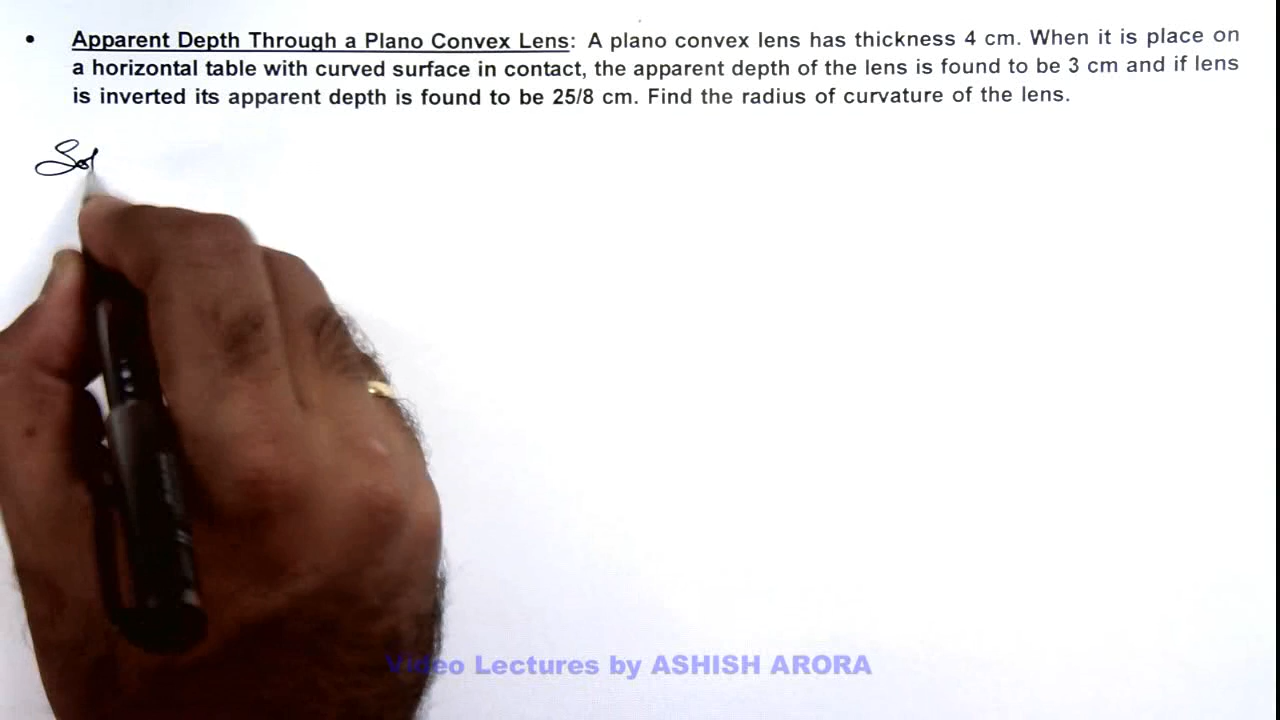 • Apparent Depth Through a Plano Convex Lens: A plano convex lens has thickness 4 cm. When it is place on
a horizontal table with curved surface in contact, the apparent depth of the lens is found to be 3 cm and if lens
is inverted its apparent depth is found to be 25/8 cm. Find the radius of curvature of the lens.
Sol
Video Lectures by ASHISH ARORA